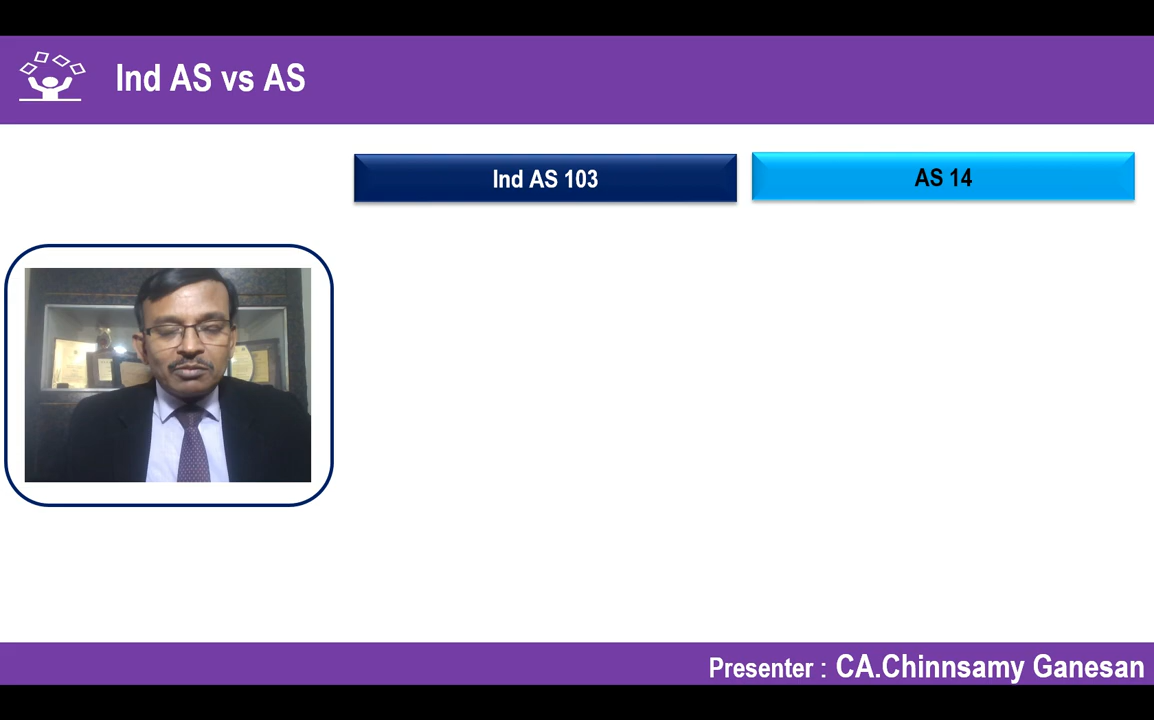 Ind AS vs AS
Ind AS 103
AS 14
Presenter : CA.Chinnsamy Ganesan